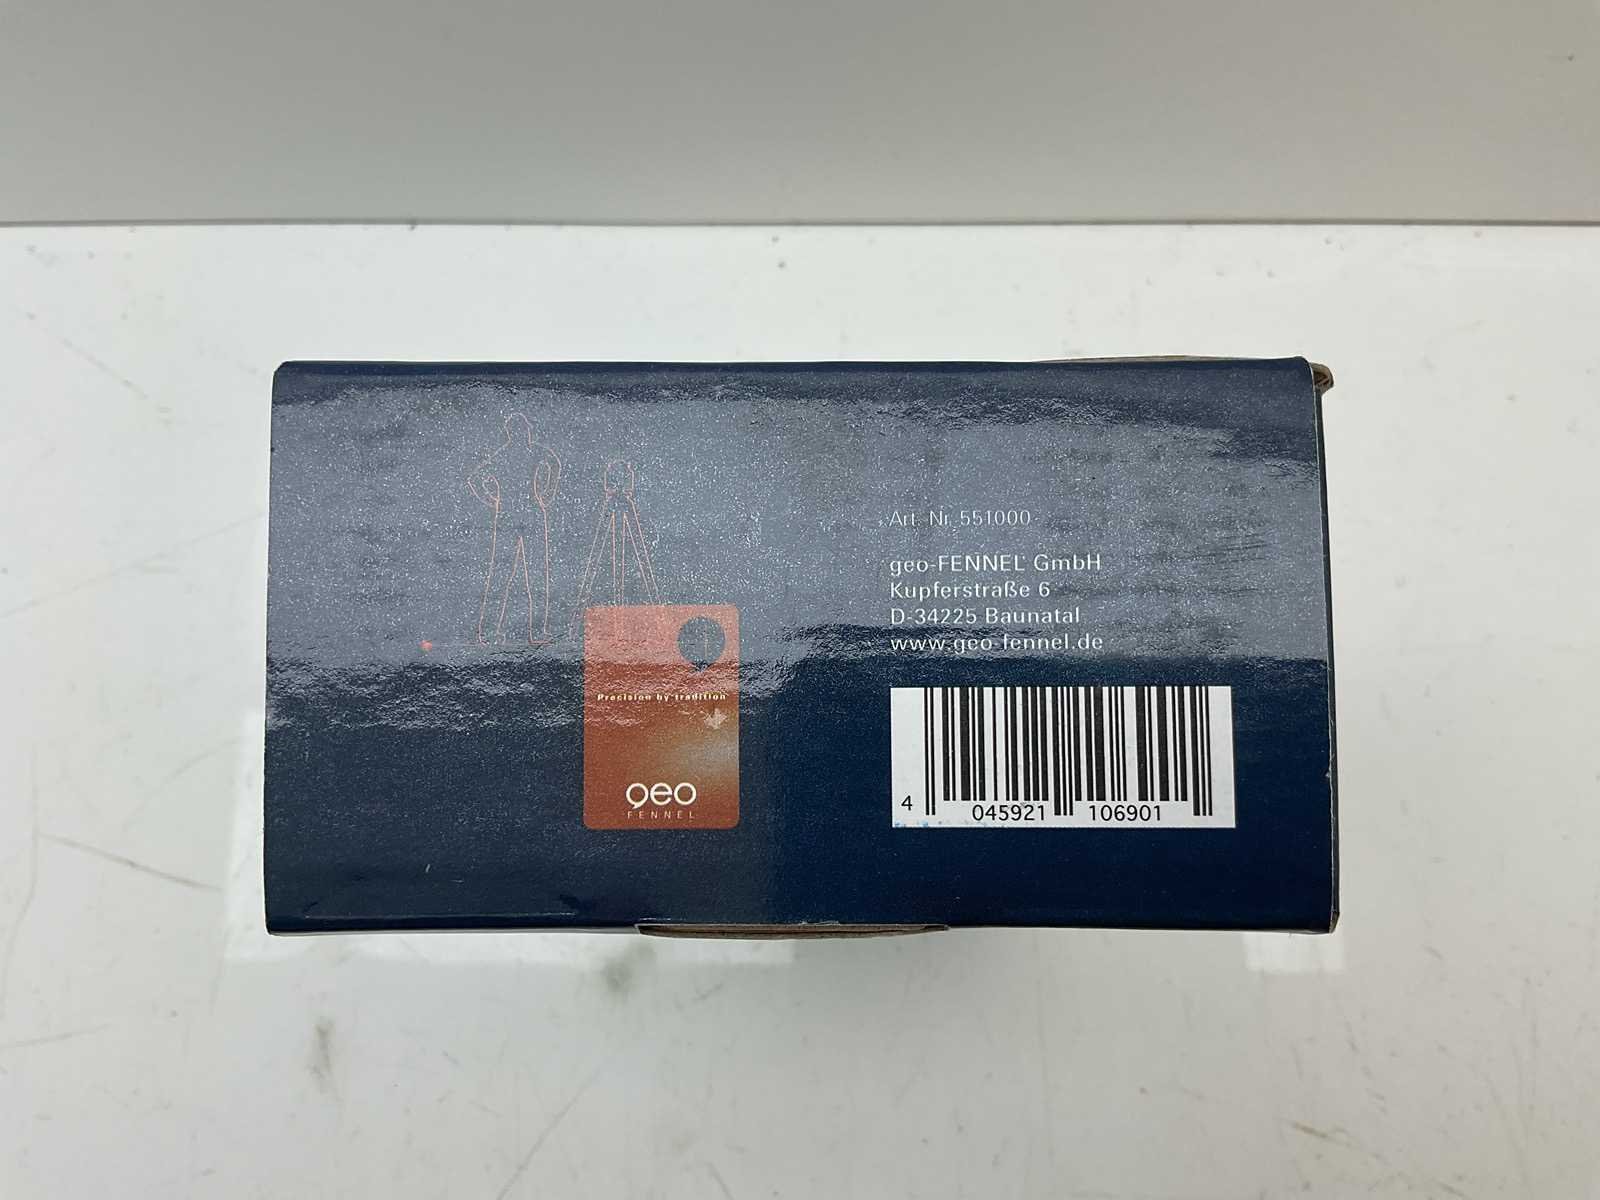 Art. Nr. 551000
geo-FENNEL® GmbH
Kupferstraße 6
D-34225 Baunatal
www.geo-fennel.de
Precision by tradition
geo
FENNEL
4 045921 106901